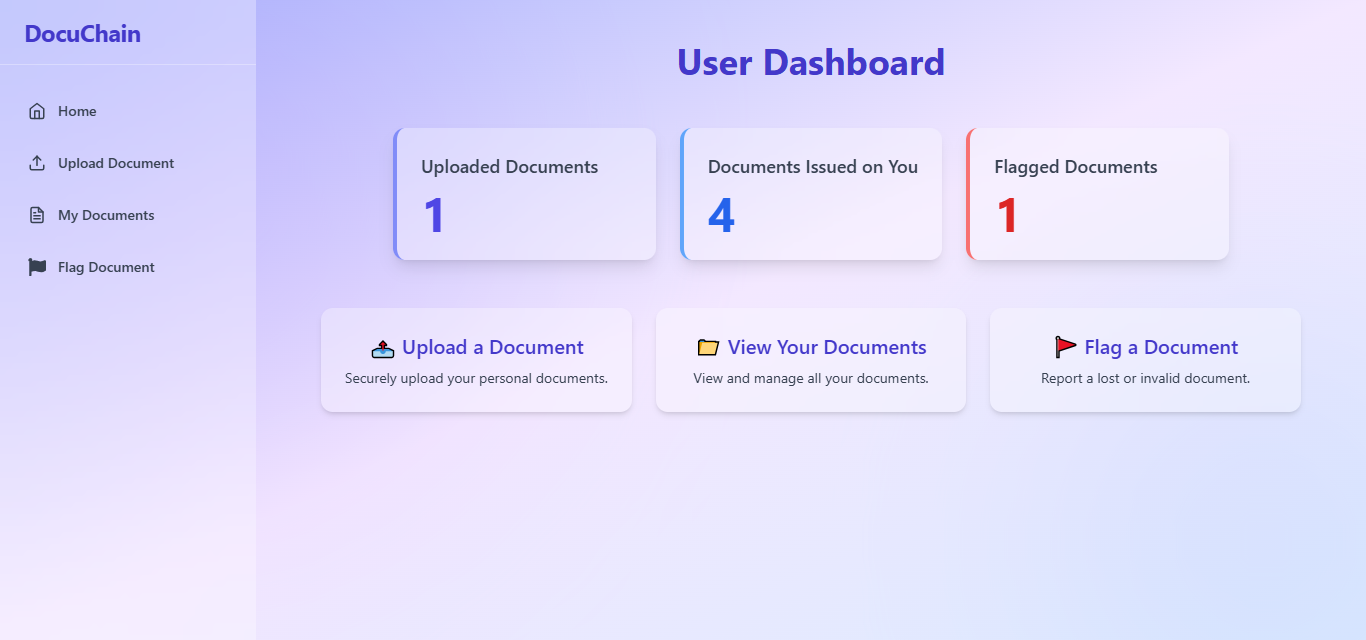 DocuChain
Home
Upload Document
My Documents
Flag Document
User Dashboard
Uploaded Documents
1
Documents Issued on You
4
Flagged Documents
1
Upload a Document
Securely upload your personal documents.
View Your Documents
View and manage all your documents.
Flag a Document
Report a lost or invalid document.